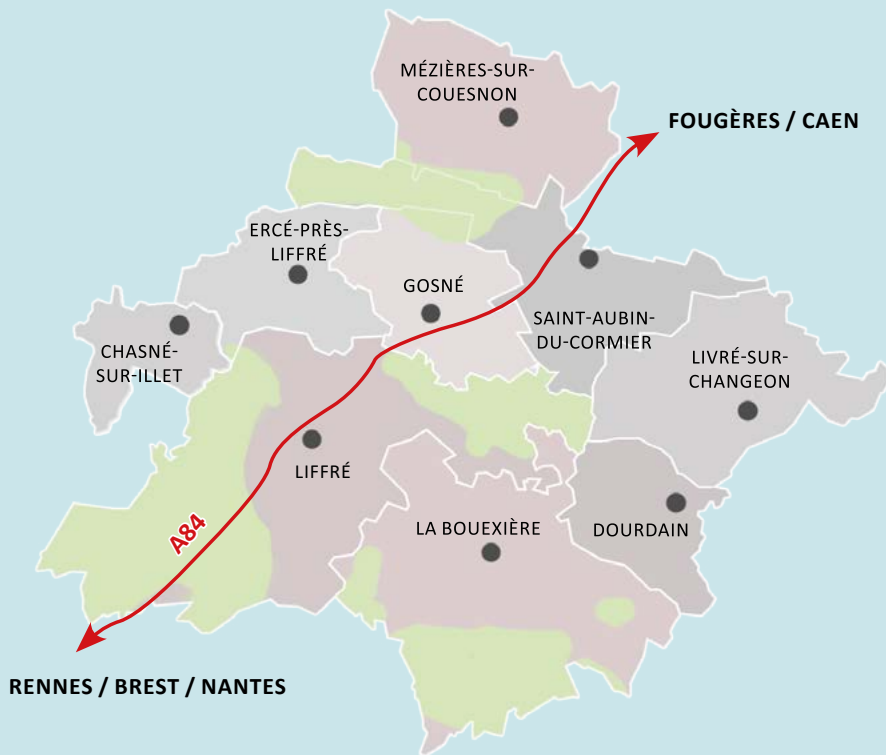 MÉZIÈRES-SUR-
COUESNON
FOUGÈRES / CAEN
ERCÉ-PRÈS-
LIFFRÉ
GOSNÉ
SAINT-AUBIN-
DU-CORMIER
CHASNÉ-
SUR-ILLET
LIVRÉ-SUR-
CHANGEON
LIFFRÉ
A84
LA BOUEXIÈRE
DOURDAIN
RENNES / BREST / NANTES